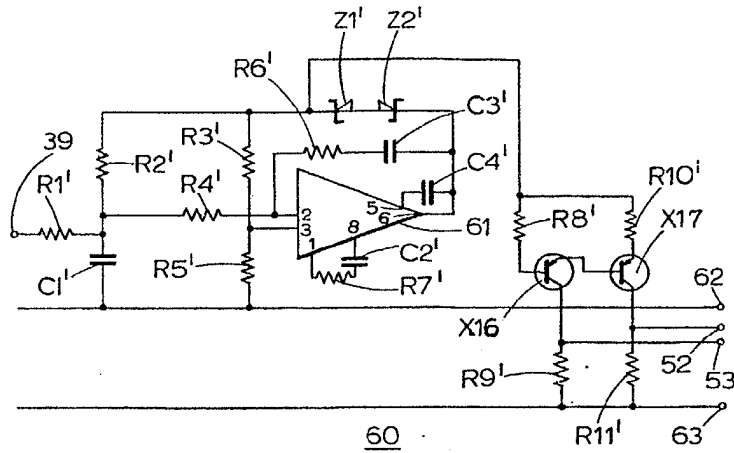 Z1' Z2'
R6'
C3'
39
R3'
C4'
R2'
R1'
R4'
R10'
5
R8'
2
6
X17
3
8
61
1
C2'
C1'
R5'
R7'
62
X16
52
R9'
53
R11'
63
60